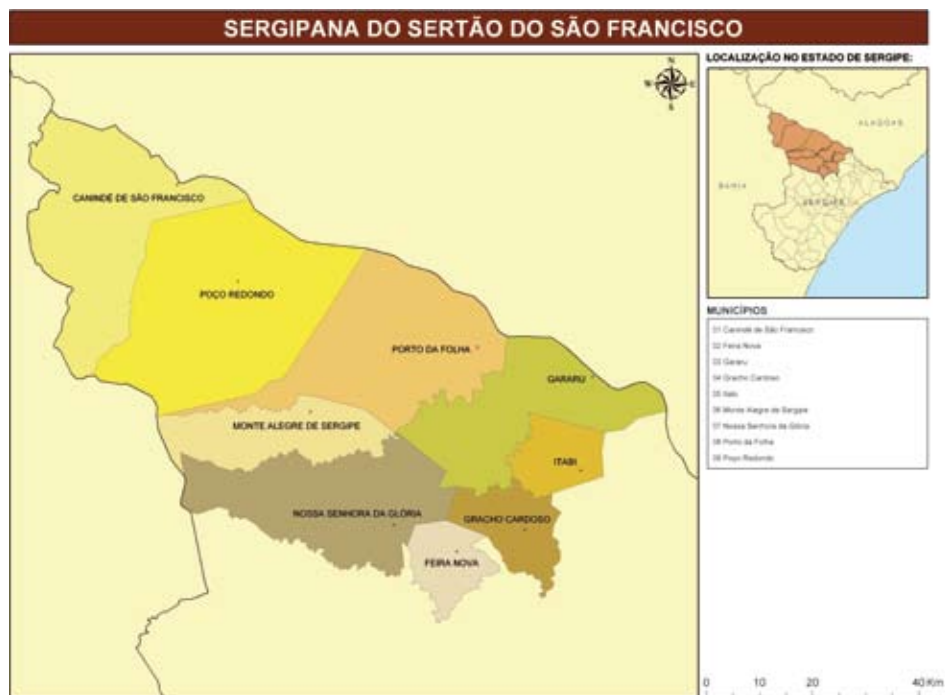 SERGIPANA DO SERTÃO DO SÃO FRANCISCO
LOCALIZAÇÃO NO ESTADO DE SERGIPE:
N
W E
S
ALAGOAS
BAHIA
SERGIPE
CANINDÉ DE SÃO FRANCISCO
POÇO REDONDO
PORTO DA FOLHA
GARARU
MONTE ALEGRE DE SERGIPE
ITABI
NOSSA SENHORA DA GLÓRIA
GRACHO CARDOSO
FEIRA NOVA
MUNICÍPIOS
01 Canindé de São Francisco
02 Feira Nova
03 Gararu
04 Gracho Cardoso
05 Itabi
06 Monte Alegre de Sergipe
07 Nossa Senhora da Glória
08 Porto da Folha
09 Poço Redondo
0 10 20 40 Km